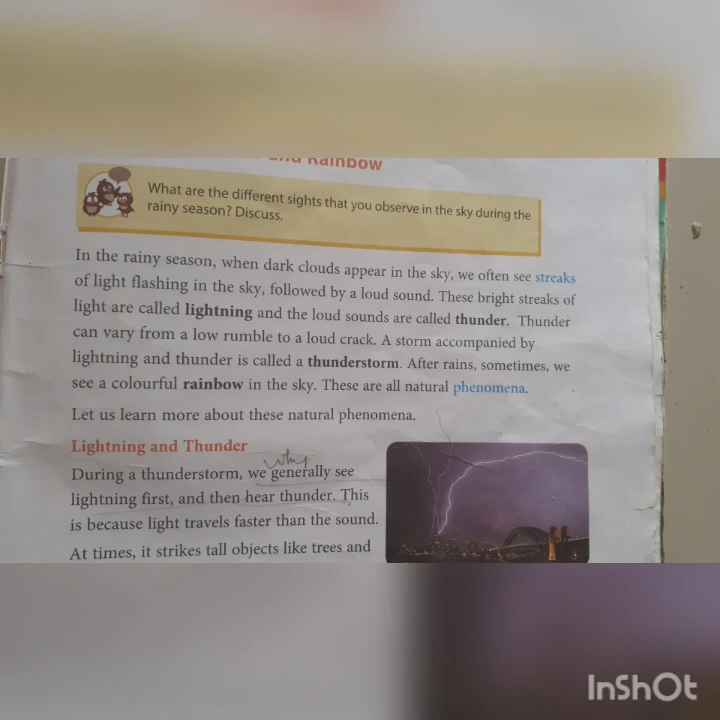 and Rainbow
What are the different sights that you observe in the sky during the
rainy season? Discuss.
In the rainy season, when dark clouds appear in the sky, we often see streaks
of light flashing in the sky, followed by a loud sound. These bright streaks of
light are called lightning and the loud sounds are called thunder. Thunder
can vary from a low rumble to a loud crack. A storm accompanied by
lightning and thunder is called a thunderstorm. After rains, sometimes, we
see a colourful rainbow in the sky. These are all natural phenomena.
Let us learn more about these natural phenomena.
Lightning and Thunder
why
During a thunderstorm, we generally see
lightning first, and then hear thunder. This
is because light travels faster than the sound.
At times, it strikes tall objects like trees and
InShOt